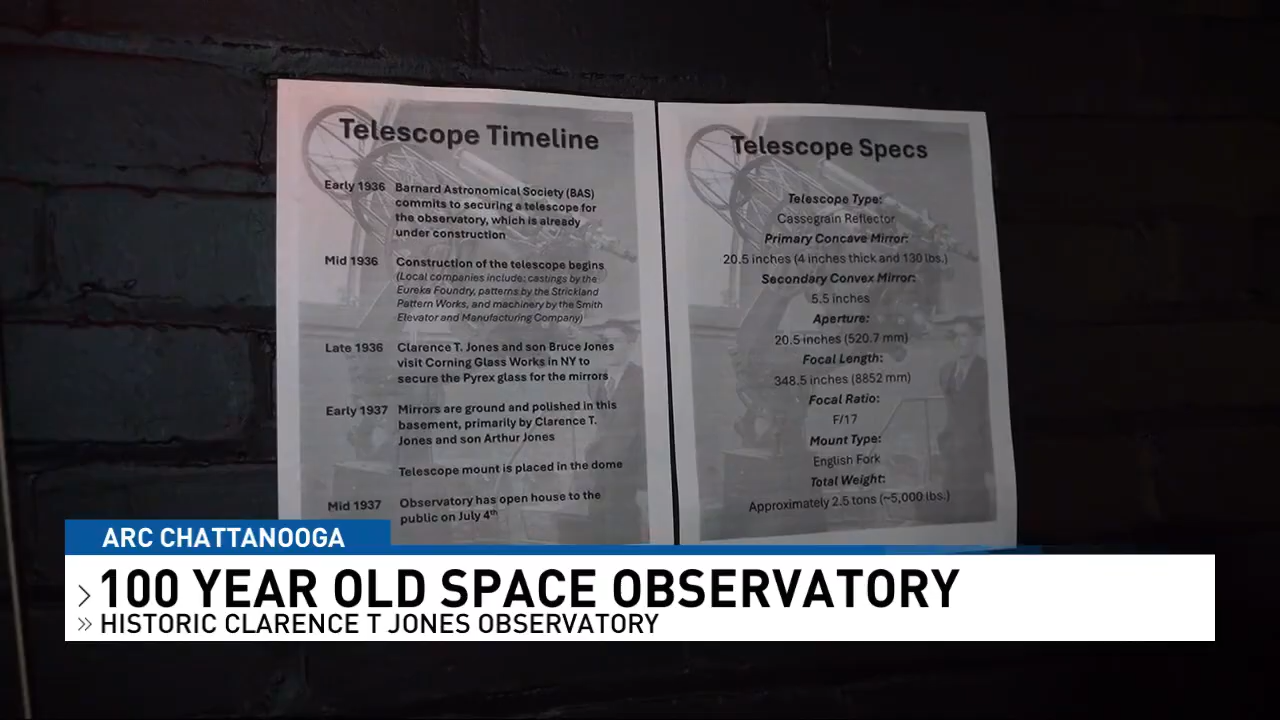 Telescope Timeline
Early 1936 Barnard Astronomical Society (BAS)
commits to securing a telescope for
the observatory, which is already
under construction
Mid 1936 Construction of the telescope begins
(Local companies include: castings by the
Eureka Foundry, patterns by the Strickland
Pattern Works, and machinery by the Smith
Elevator and Manufacturing Company)
Late 1936 Clarence T. Jones and son Bruce Jones
visit Corning Glass Works in NY to
secure the Pyrex glass for the mirrors
Early 1937 Mirrors are ground and polished in this
basement, primarily by Clarence T.
Jones and son Arthur Jones
Telescope mount is placed in the dome
Mid 1937 Observatory has open house to the
public on July 4th
Telescope Specs
Telescope Type:
Cassegrain Reflector
Primary Concave Mirror:
20.5 inches (4 inches thick and 130 lbs.)
Secondary Convex Mirror:
5.5 inches
Aperture:
20.5 inches (520.7 mm)
Focal Length:
348.5 inches (8852 mm)
Focal Ratio:
F/17
Mount Type:
English Fork
Total Weight:
Approximately 2.5 tons (~5,000 lbs.)
ARC CHATTANOOGA
> 100 YEAR OLD SPACE OBSERVATORY
» HISTORIC CLARENCE T JONES OBSERVATORY